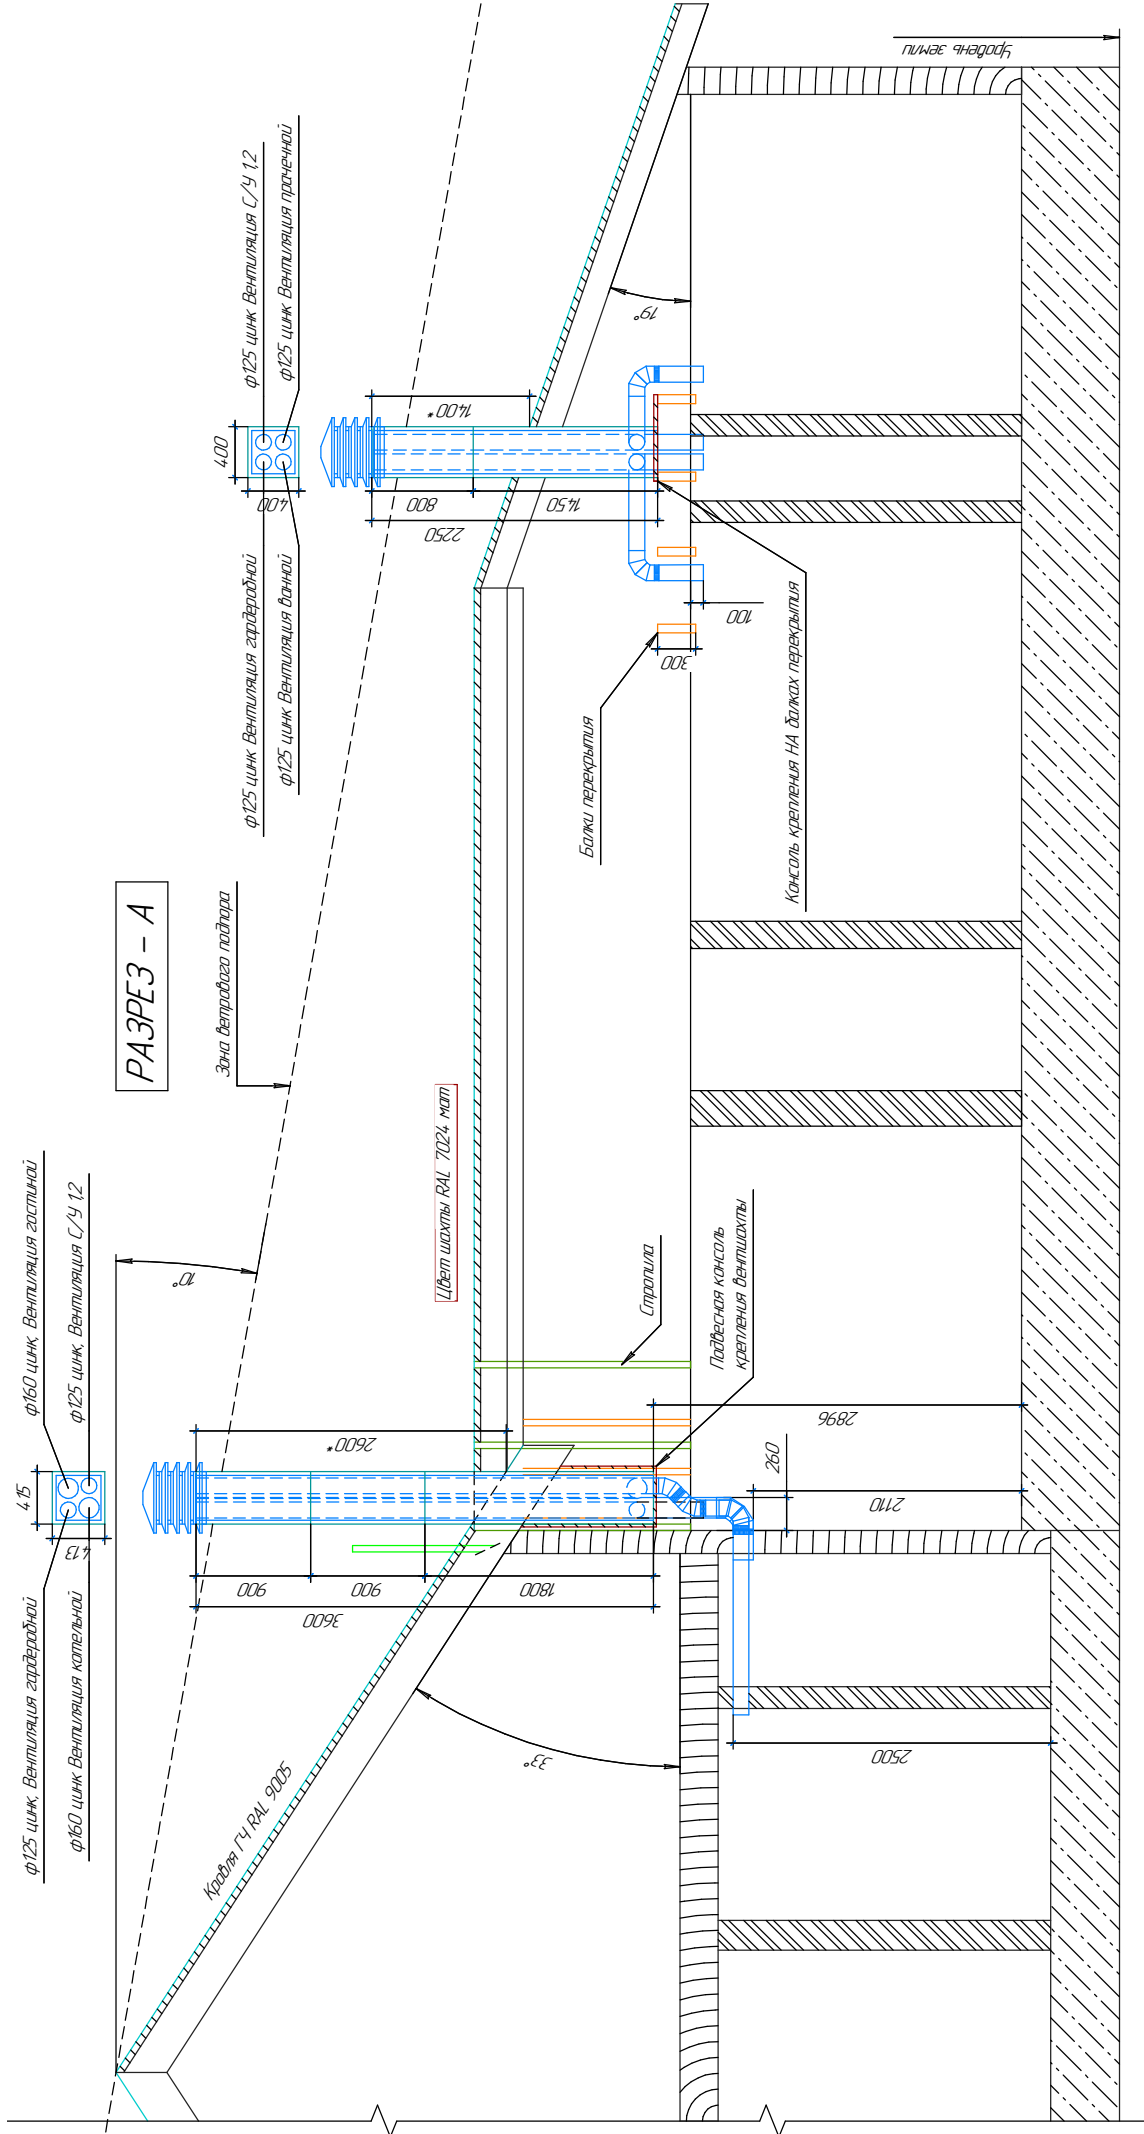 РАЗРЕЗ - А
ф125 цинк, Вентиляция гардеробной
ф160 цинк Вентиляция котельной
415
413
ф160 цинк, Вентиляция гостиной
ф125 цинк, Вентиляция С/У 1.2
10°
Зона ветрового подпора
ф125 цинк Вентиляция гардеробной
ф125 цинк Вентиляция ванной
400
400
ф125 цинк Вентиляция С/У 1.2
ф125 цинк Вентиляция прачечной
Кровля ГЧ RAL 9005
33°
3600
900
900
1800
2600*
Цвет шахты RAL 7024 мат
Стропила
Подвесная консоль
крепления вентшахты
2896
260
2110
2500
Балки перекрытия
300
100
Консоль крепления НА балках перекрытия
2250
800
1450
1400*
19°
Уровень земли